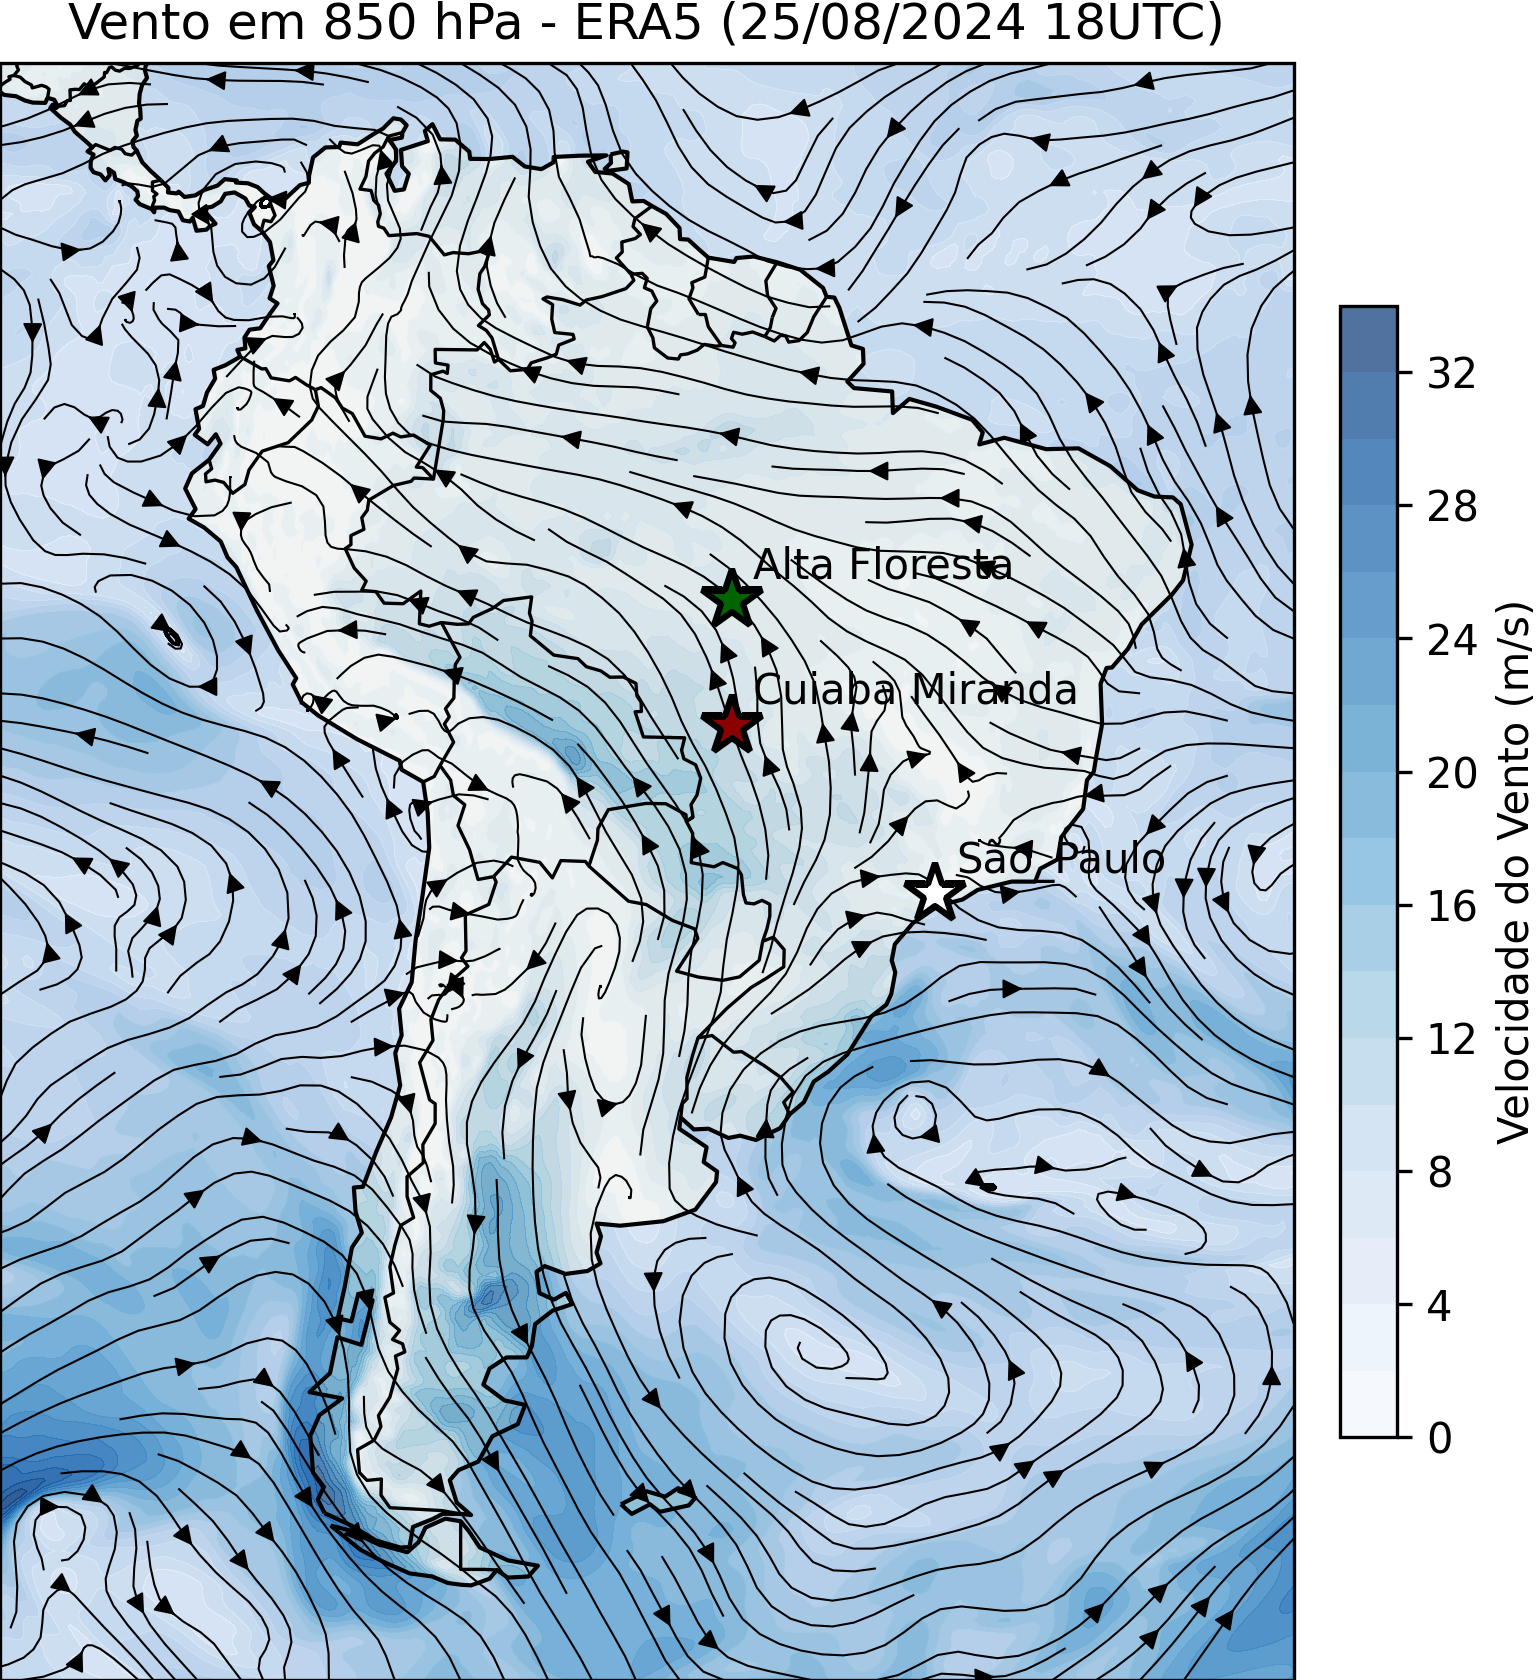 Vento em 850 hPa - ERA5 (25/08/2024 18UTC)
Alta Floresta
Cuiaba Miranda
São Paulo
32
28
24
20
16
12
8
4
0
Velocidade do Vento (m/s)